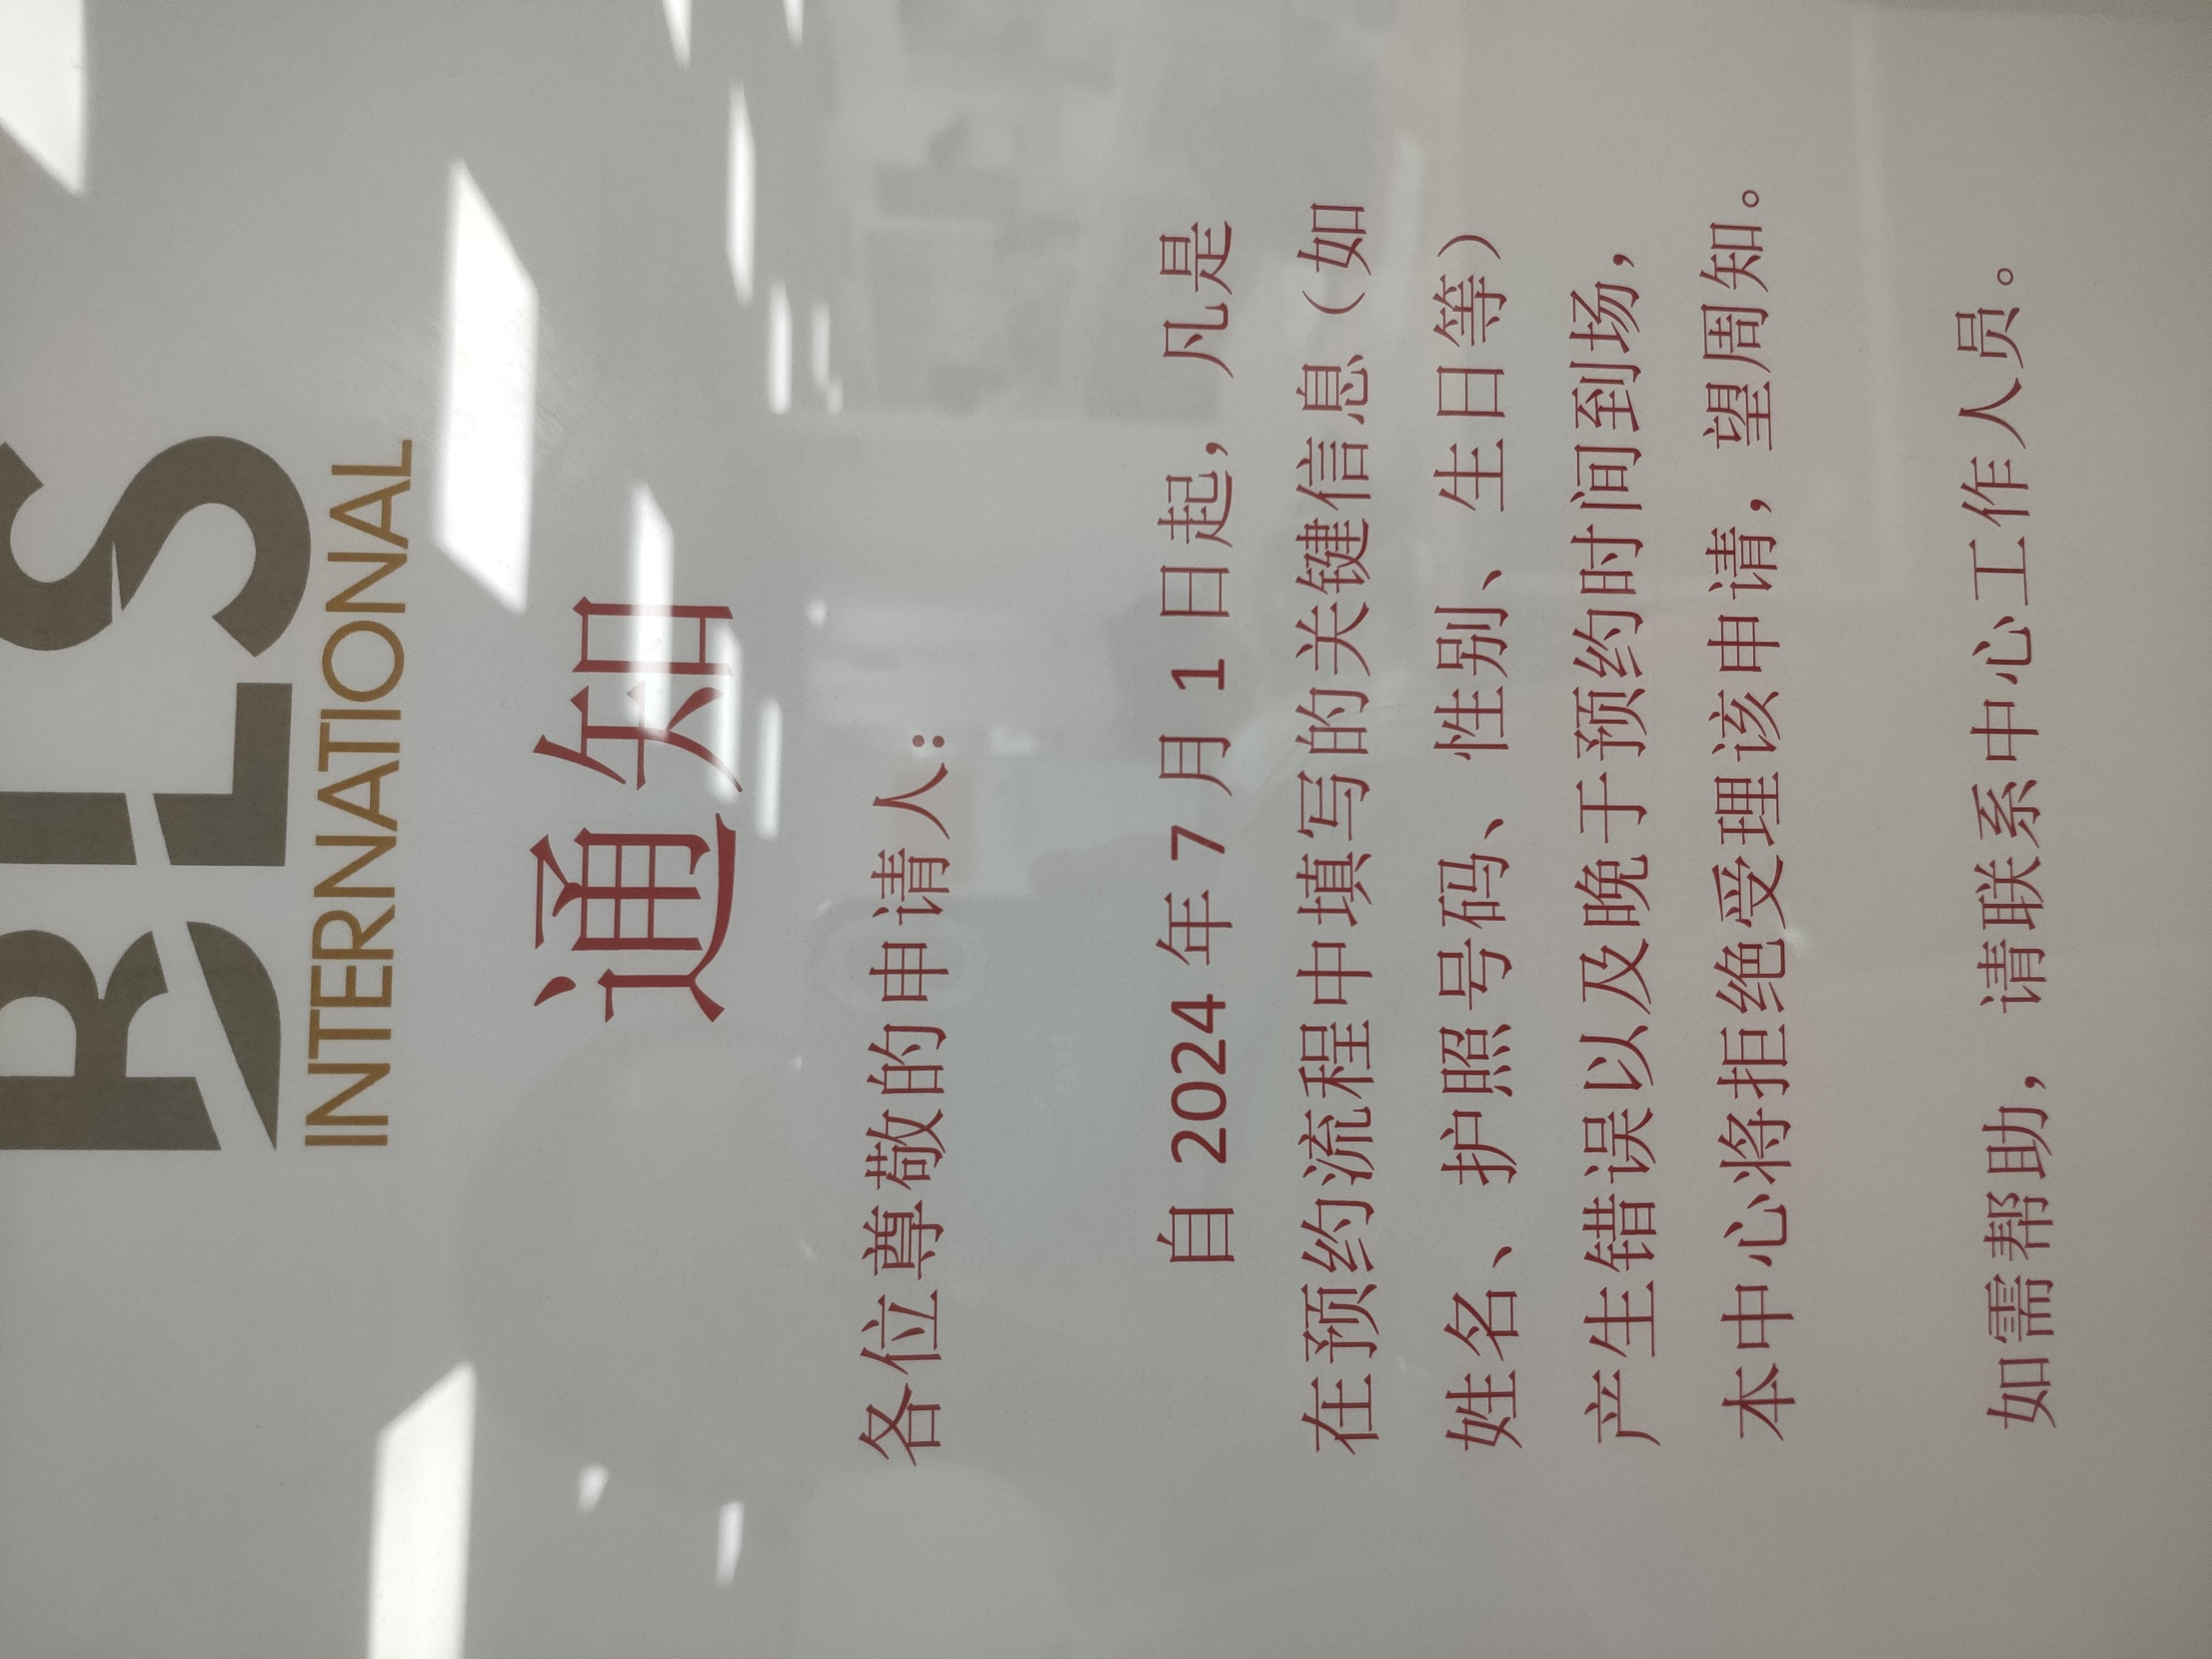 BLS
INTERNATIONAL
通知
各位尊敬的申请人：
自 2024 年 7 月 1 日起，凡是
在预约流程中填写的关键信息（如
姓名、护照号码、性别、生日等）
产生错误以及晚于预约时间到场，
本中心将拒绝受理该申请，望周知。
如需帮助，请联系中心工作人员。